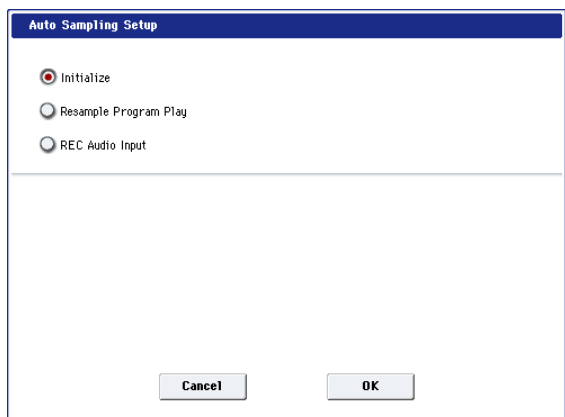 Auto Sampling Setup
Initialize
Resample Program Play
REC Audio Input
Cancel OK